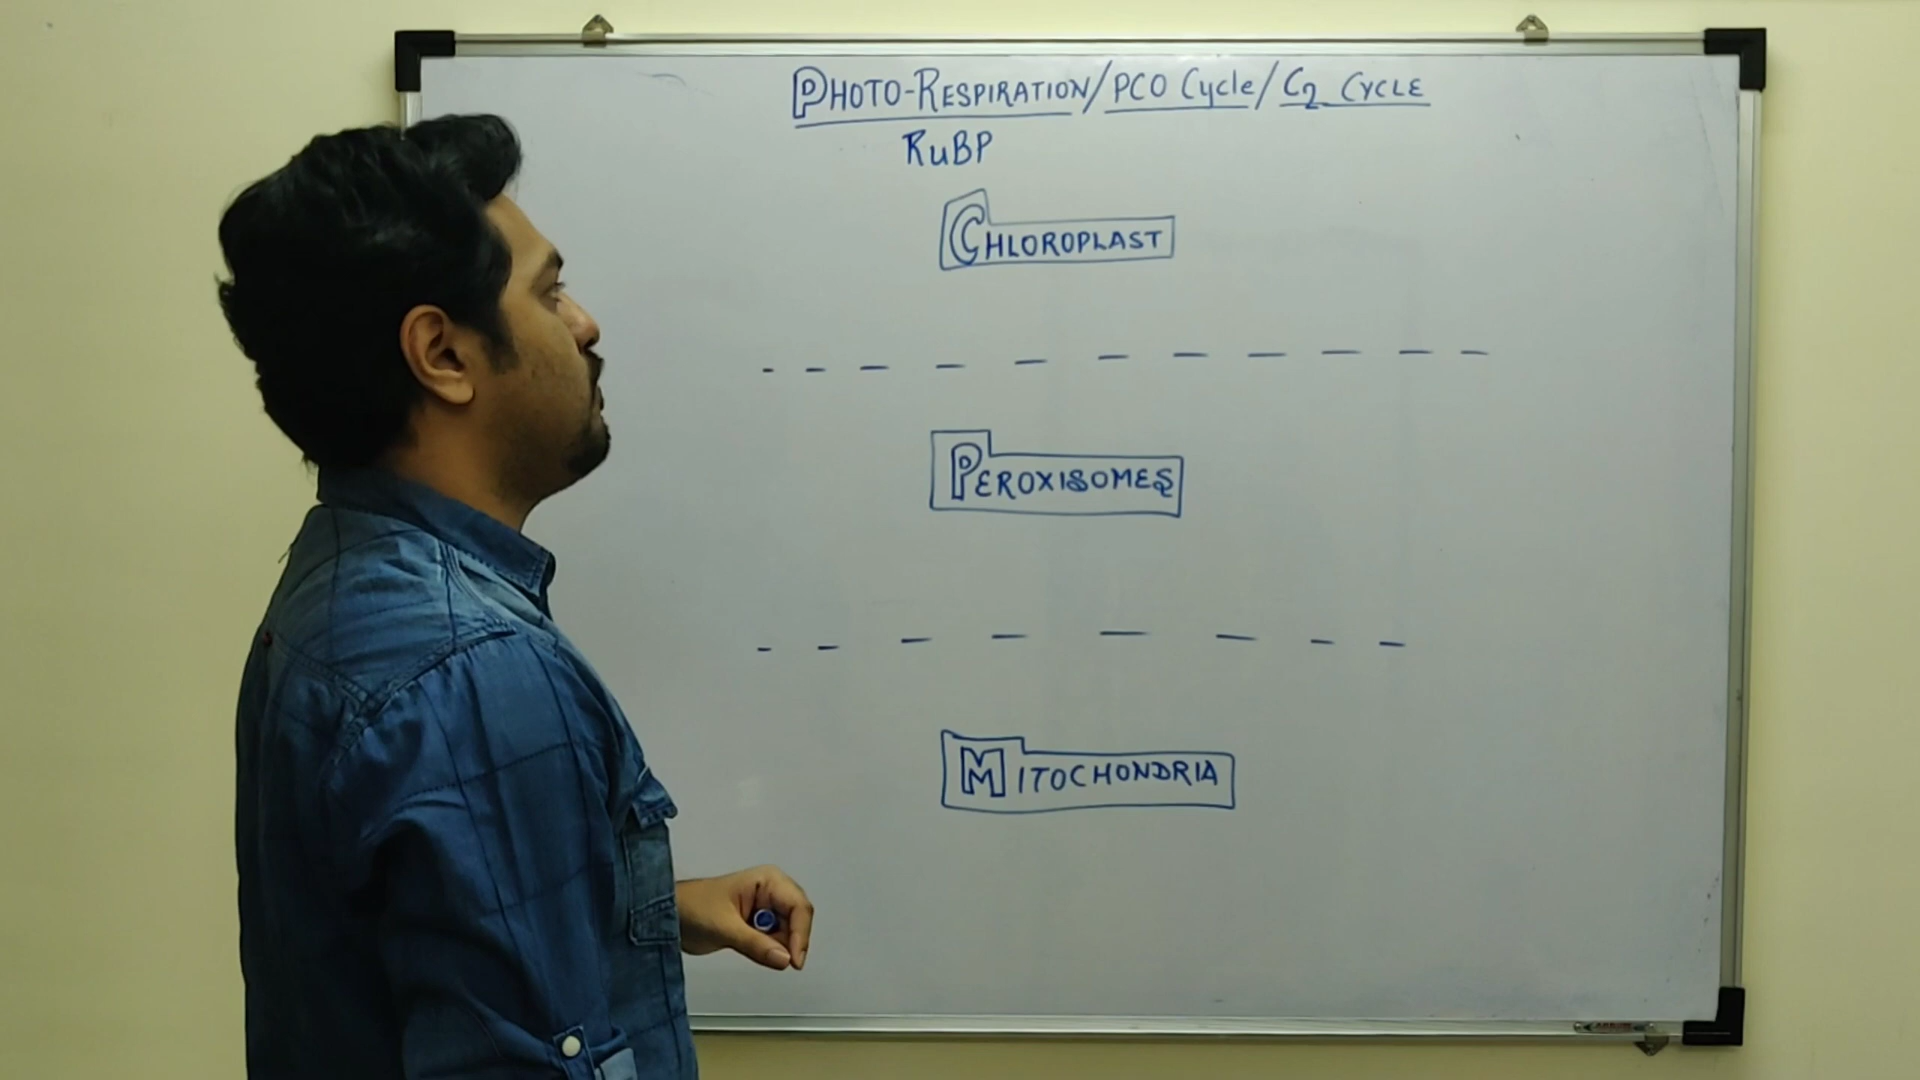 PHOTO-RESPIRATION/PCO Cycle/C₂ CYCLE
RuBP
CHLOROPLAST
PEROXISOMES
MITOCHONDRIA